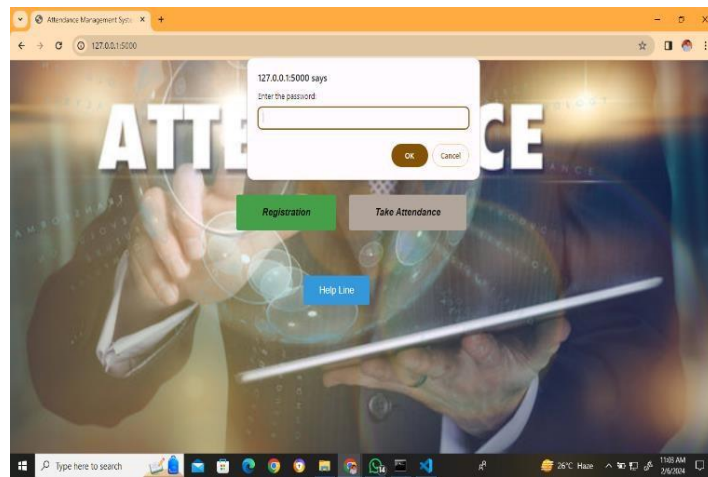 Attendance Management Syste
127.0.0.1:5000
127.0.0.1:5000 says
Enter the password:
OK
Cancel
ATTE
CE
Registration
Take Attendance
Help Line
Type here to search
26°C Haze
11:03 AM
2/6/2024